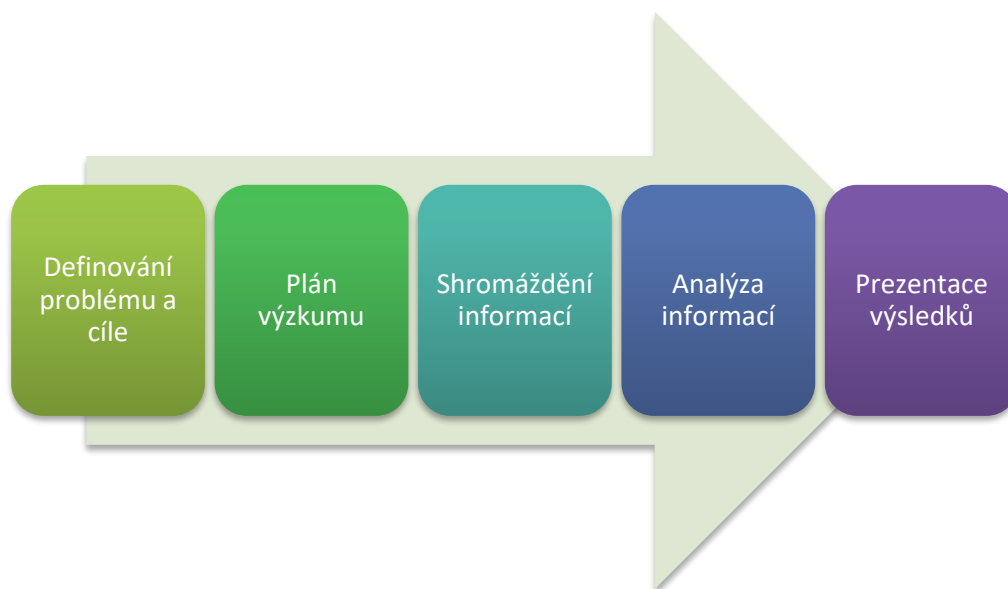 Definování
problému a
cíle
Plán
výzkumu
Shromáždění
informací
Analýza
informací
Prezentace
výsledků